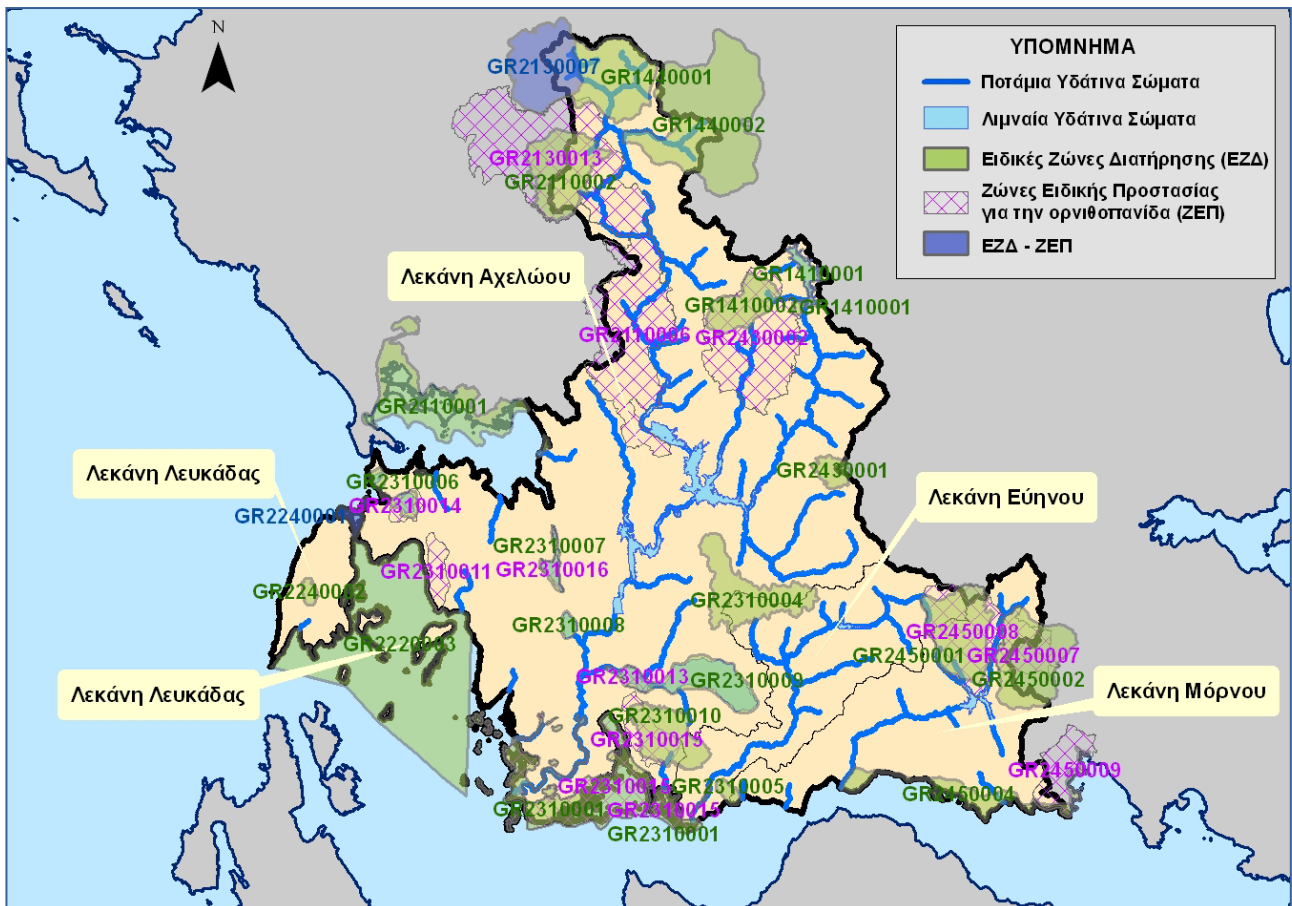 N
ΥΠΟΜΝΗΜΑ
Ποτάμια Υδάτινα Σώματα
Λιμναία Υδάτινα Σώματα
Ειδικές Ζώνες Διατήρησης (ΕΖΔ)
Ζώνες Ειδικής Προστασίας
για την ορνιθοπανίδα (ΖΕΠ)
ΕΖΔ - ΖΕΠ
GR2130007
GR1440001
GR1440002
GR2130013
GR2110002
Λεκάνη Αχελώου
GR1410001
GR1410002
GR1410001
GR2110006
GR2430002
GR2110001
GR2430001
Λεκάνη Λευκάδας
GR2310006
GR2310014
Λεκάνη Εύηνου
GR2240001
GR2310007
GR2310011
GR2310016
GR2240002
GR2310004
GR2310008
GR2450008
GR2220003
GR2450001
GR2450007
GR2310013
GR2310009
GR2450002
Λεκάνη Λευκάδας
Λεκάνη Μόρνου
GR2310010
GR2310015
GR2450009
GR2310015
GR2310005
GR2450004
GR2310001
GR2310015
GR2310001